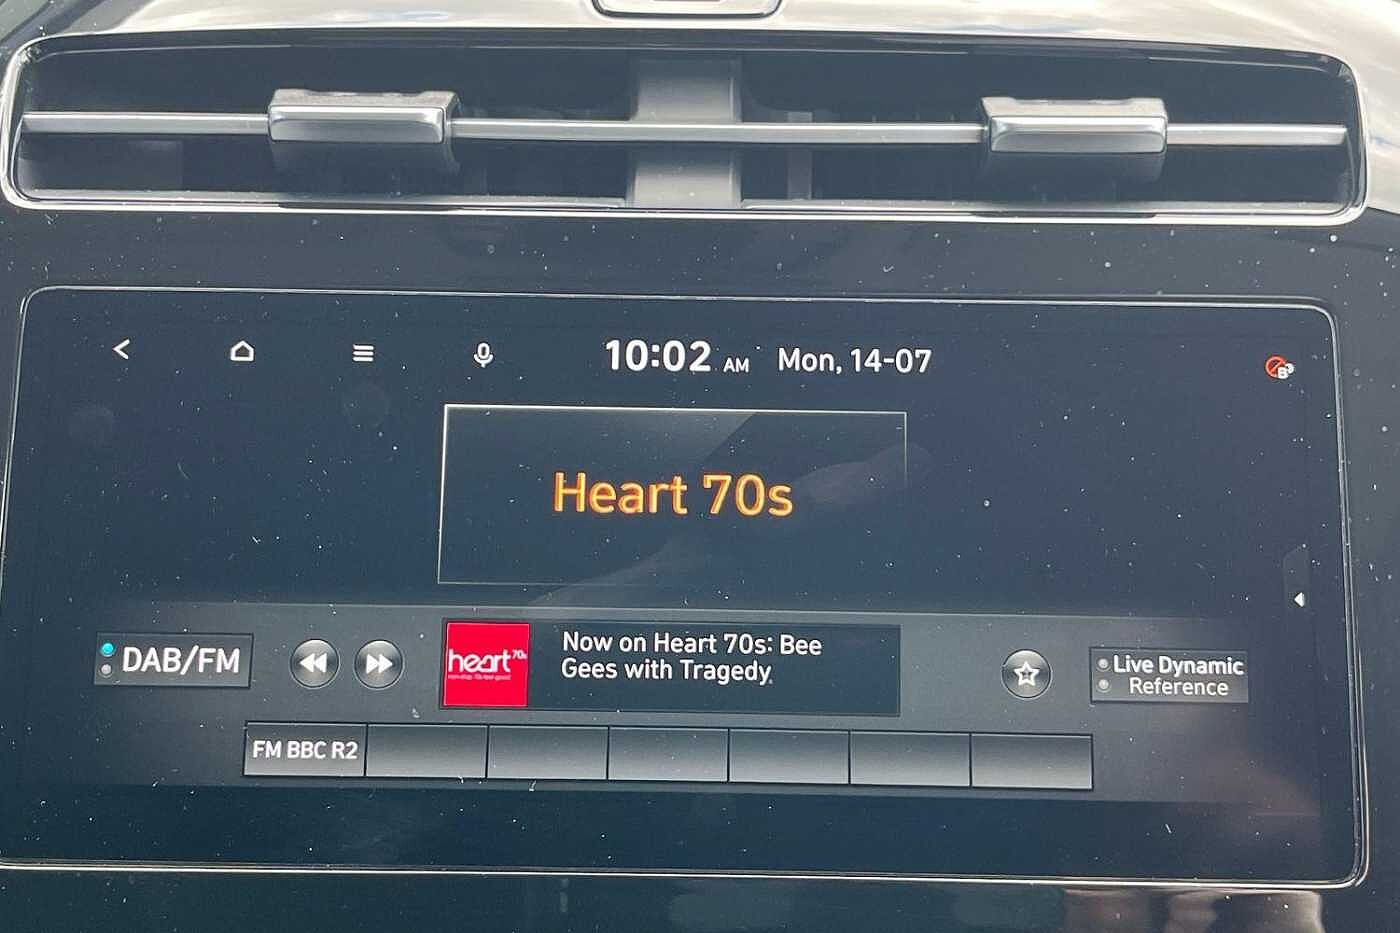 10:02 AM Mon, 14-07
Heart 70s
DAB/FM
heart 70s
Now on Heart 70s: Bee
Gees with Tragedy
Live Dynamic
Reference
FM BBC R2